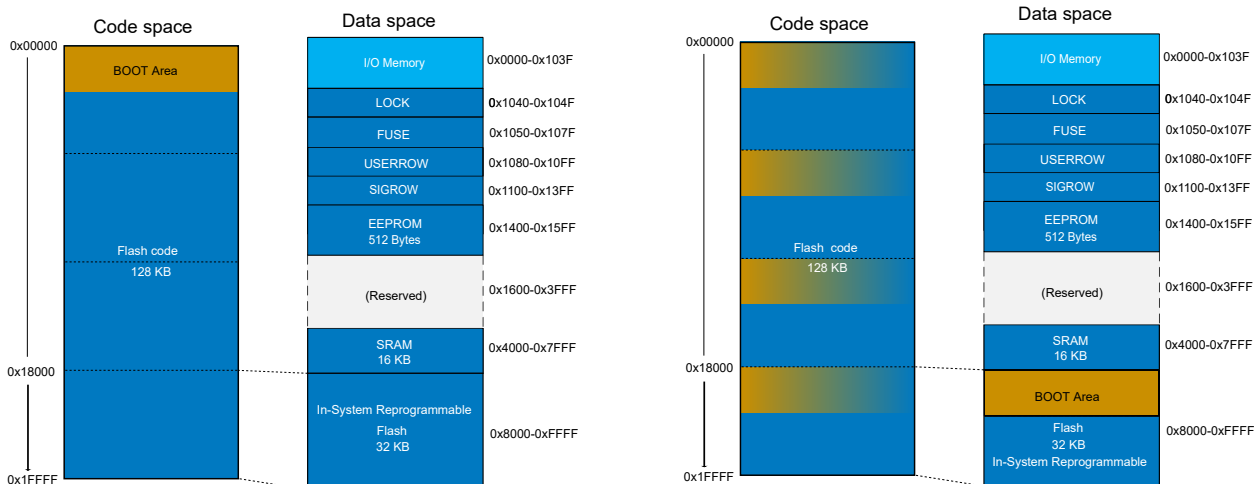 Code space
Data space
0x00000
BOOT Area
I/O Memory
0x0000-0x103F
LOCK
0x1040-0x104F
FUSE
0x1050-0x107F
USERROW
0x1080-0x10FF
SIGROW
0x1100-0x13FF
EEPROM
512 Bytes
0x1400-0x15FF
Flash code
128 KB
(Reserved)
0x1600-0x3FFF
SRAM
16 KB
0x4000-0x7FFF
0x18000
In-System Reprogrammable
Flash
32 KB
0x8000-0xFFFF
0x1FFFF
Code space
Data space
0x00000
I/O Memory
0x0000-0x103F
LOCK
0x1040-0x104F
FUSE
0x1050-0x107F
USERROW
0x1080-0x10FF
SIGROW
0x1100-0x13FF
EEPROM
512 Bytes
0x1400-0x15FF
Flash code
128 KB
(Reserved)
0x1600-0x3FFF
SRAM
16 KB
0x4000-0x7FFF
0x18000
BOOT Area
Flash
32 KB
In-System Reprogrammable
0x8000-0xFFFF
0x1FFFF